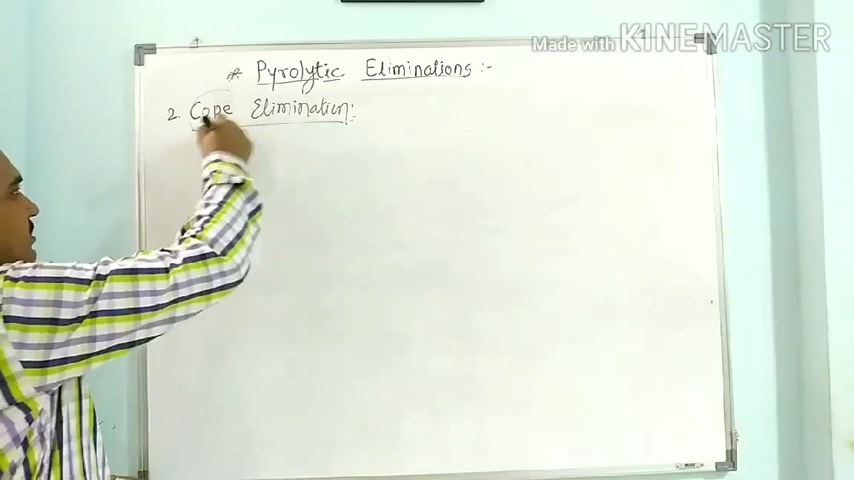 Made with KINEMASTER
* Pyrolytic Eliminations :-
2. Cope Elimination: